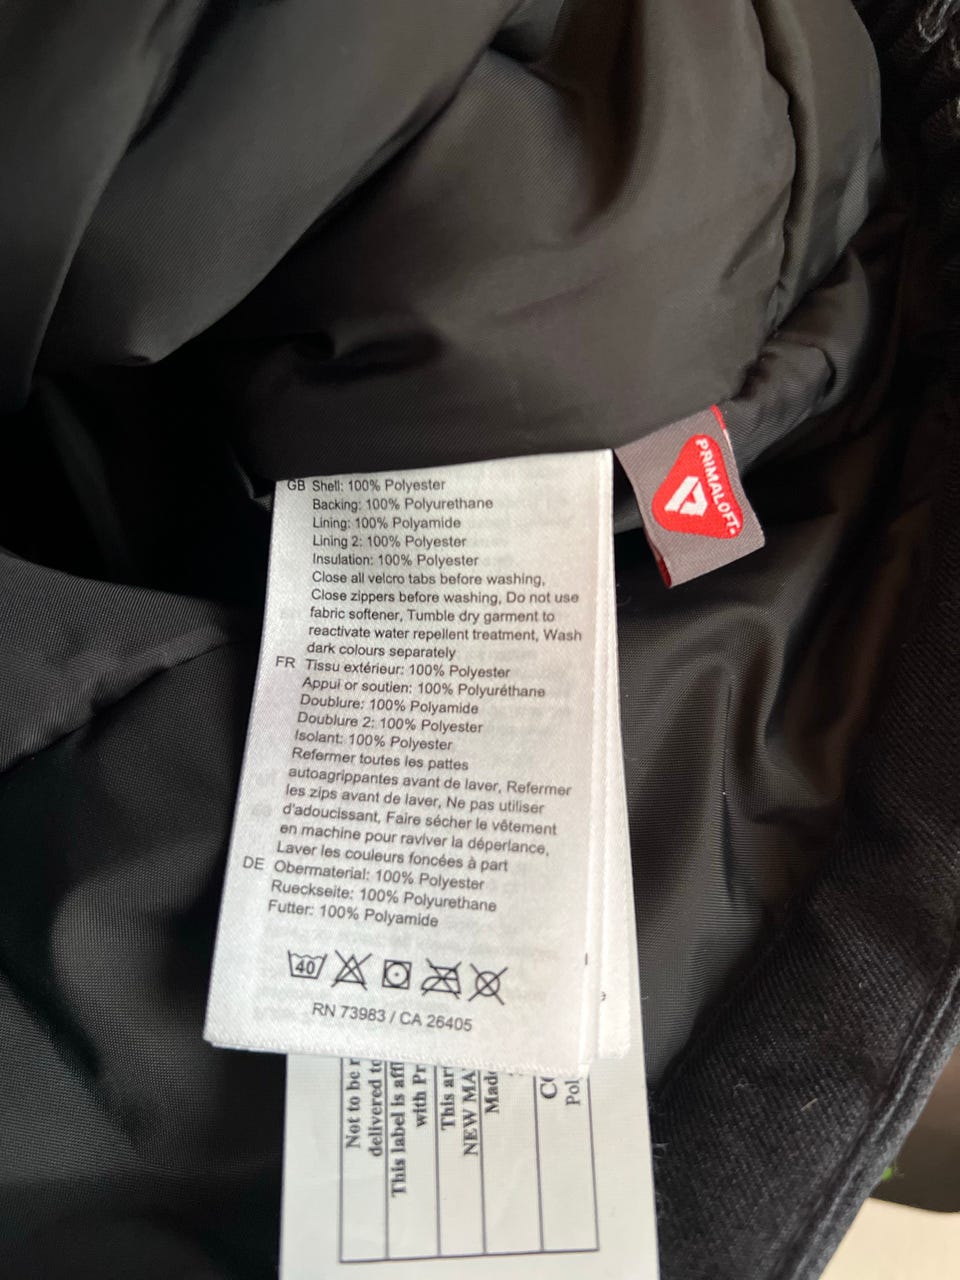 GB Shell: 100% Polyester
Backing: 100% Polyurethane
Lining: 100% Polyamide
Lining 2: 100% Polyester
Insulation: 100% Polyester
Close all velcro tabs before washing,
Close zippers before washing, Do not use
fabric softener, Tumble dry garment to
reactivate water repellent treatment, Wash
dark colours separately
FR Tissu extérieur: 100% Polyester
Appui or soutien: 100% Polyuréthane
Doublure: 100% Polyamide
Doublure 2: 100% Polyester
Isolant: 100% Polyester
Refermer toutes les pattes
autoagrippantes avant de laver, Refermer
les zips avant de laver, Ne pas utiliser
d'adoucissant, Faire sécher le vêtement
en machine pour raviver la déperlance,
Laver les couleurs foncées à part
DE Obermaterial: 100% Polyester
Rueckseite: 100% Polyurethane
Futter: 100% Polyamide
40
RN 73983 / CA 26405
PRIMALOFT
Not to be
delivered to
This label is
with
This
NEW